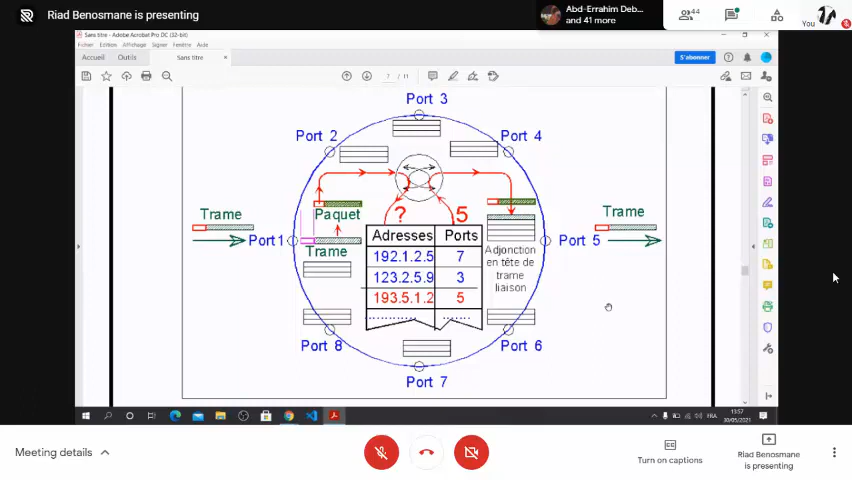 Riad Benosmane is presenting
Abd-Errahim Deb...
and 41 more
44
You
Sans titre - Adobe Acrobat Pro DC (32-bit)
Fichier Edition Affichage Signer Fenêtre Aide
Accueil Outils Sans titre × S'abonner
7 / 11
Port 3
Port 2
Port 4
Trame
Paquet
? 5
Trame
Port1
Trame
Port 5
Adresses Ports
192.1.2.5 7
123.2.5.9 3
193.5.1.2 5
Adjonction
en tête de
trame
liaison
Port 8
Port 6
Port 7
FRA
13:57
30/05/2021
Meeting details
Turn on captions
Riad Benosmane
is presenting